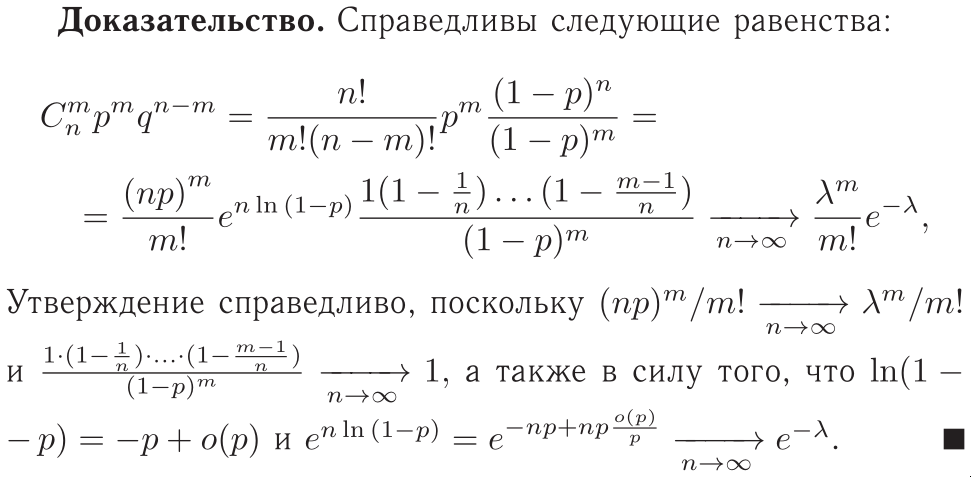 Доказательство. Справедливы следующие равенства:
$C_n^m p^m q^{n-m} = \frac{n!}{m!(n-m)!} p^m \frac{(1-p)^n}{(1-p)^m} =$
$= \frac{(np)^m}{m!} e^{n \ln (1-p)} \frac{1(1-\frac{1}{n}) \ldots (1-\frac{m-1}{n})}{(1-p)^m} \xrightarrow[n \to \infty]{} \frac{\lambda^m}{m!} e^{-\lambda},$
Утверждение справедливо, поскольку $(np)^m/m! \xrightarrow[n \to \infty]{} \lambda^m/m!$
и $\frac{1 \cdot (1-\frac{1}{n}) \cdot \ldots \cdot (1-\frac{m-1}{n})}{(1-p)^m} \xrightarrow[n \to \infty]{} 1$, а также в силу того, что $\ln(1-$
$-p) = -p + o(p)$ и $e^{n \ln (1-p)} = e^{-np+np\frac{o(p)}{p}} \xrightarrow[n \to \infty]{} e^{-\lambda}$. ■